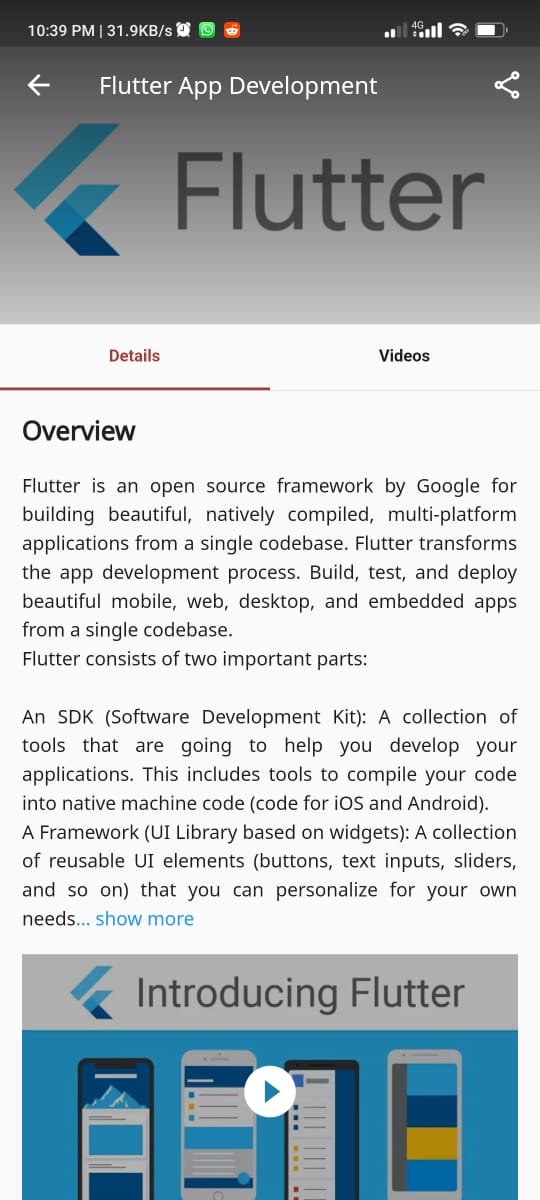 10:39 PM | 31.9KB/s
4G
Flutter App Development
Flutter
Details
Videos
Overview
Flutter is an open source framework by Google for
building beautiful, natively compiled, multi-platform
applications from a single codebase. Flutter transforms
the app development process. Build, test, and deploy
beautiful mobile, web, desktop, and embedded apps
from a single codebase.
Flutter consists of two important parts:
An SDK (Software Development Kit): A collection of
tools that are going to help you develop your
applications. This includes tools to compile your code
into native machine code (code for iOS and Android).
A Framework (UI Library based on widgets): A collection
of reusable UI elements (buttons, text inputs, sliders,
and so on) that you can personalize for your own
needs... show more
Introducing Flutter